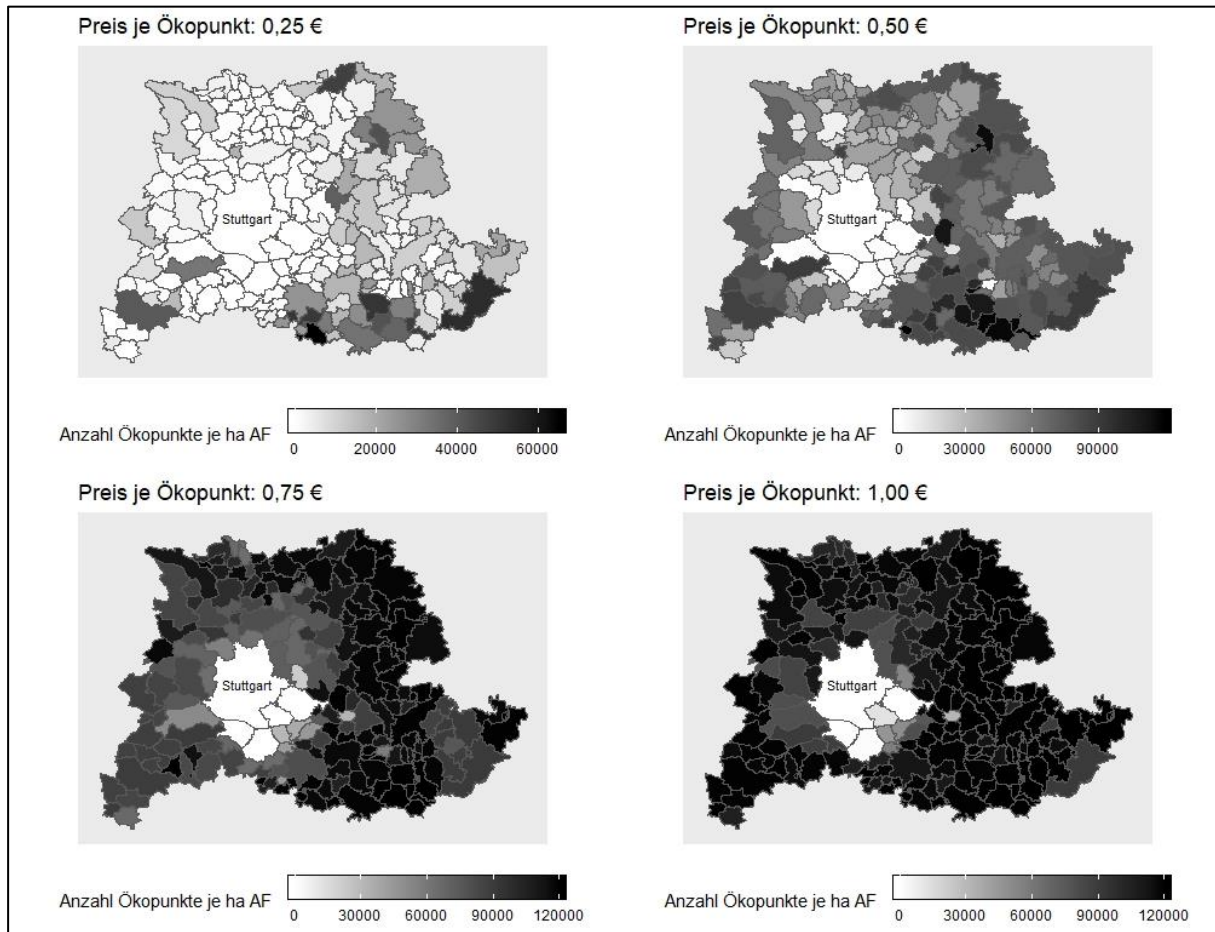 Preis je Ökopunkt: 0,25 €
Preis je Ökopunkt: 0,50 €
Stuttgart
Stuttgart
Anzahl Ökopunkte je ha AF
0 20000 40000 60000
Anzahl Ökopunkte je ha AF
0 30000 60000 90000
Preis je Ökopunkt: 0,75 €
Preis je Ökopunkt: 1,00 €
Stuttgart
Stuttgart
Anzahl Ökopunkte je ha AF
0 30000 60000 90000 120000
Anzahl Ökopunkte je ha AF
0 30000 60000 90000 120000